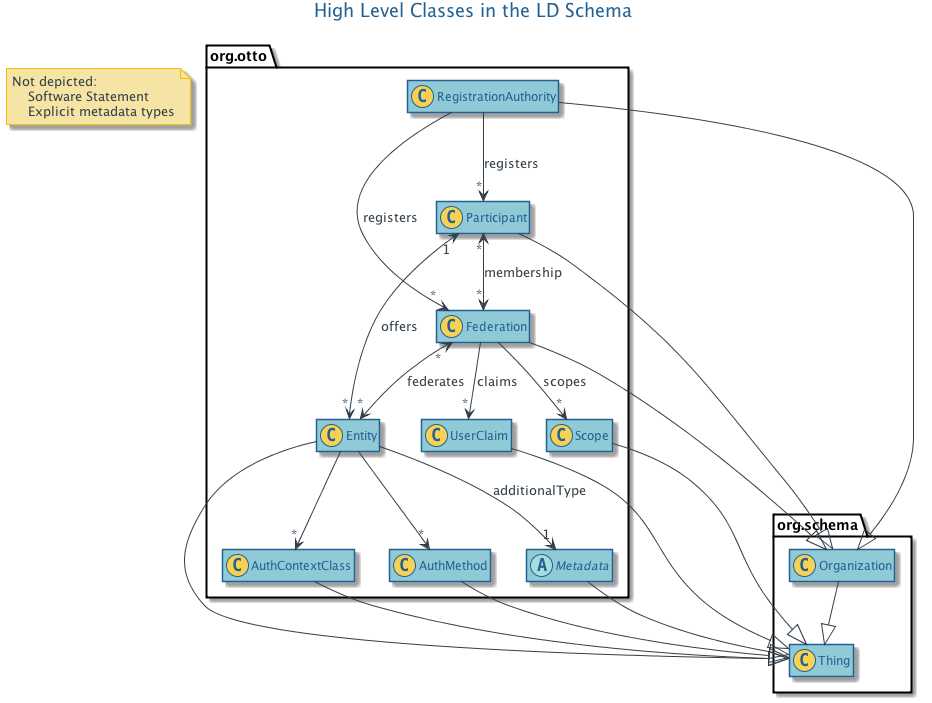 High Level Classes in the LD Schema
org.otto
Not depicted:
Software Statement
Explicit metadata types
C RegistrationAuthority
registers
*
C Participant
registers
1
*
membership
*
*
C Federation
offers
*
federates
claims
scopes
*
*
*
*
C Entity
C UserClaim
C Scope
additionalType
*
*
1
org.schema
C AuthContextClass
C AuthMethod
A Metadata
C Organization
C Thing